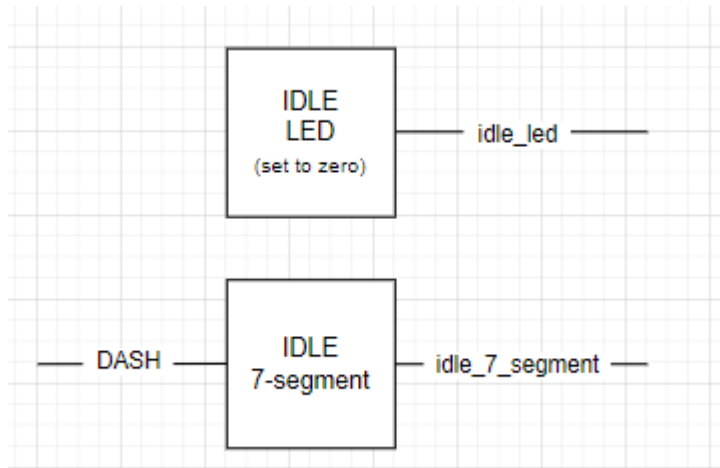 IDLE
LED
(set to zero)
idle_led
DASH
IDLE
7-segment
idle_7_segment